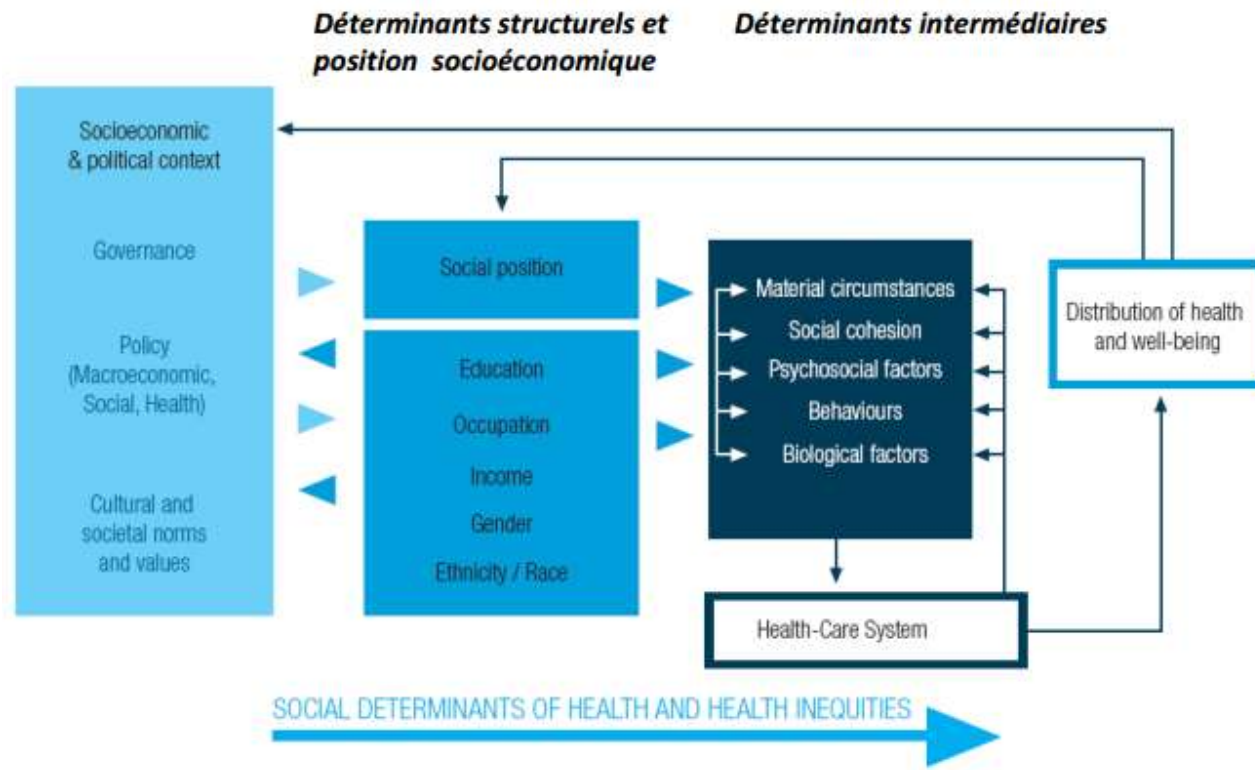 Déterminants structurels et
position socioéconomique
Déterminants intermédiaires
Socioeconomic
& political context
Governance
Policy
(Macroeconomic,
Social, Health)
Cultural and
societal norms
and values
Social position
Education
Occupation
Income
Gender
Ethnicity / Race
Material circumstances
Social cohesion
Psychosocial factors
Behaviours
Biological factors
Health-Care System
Distribution of health
and well-being
SOCIAL DETERMINANTS OF HEALTH AND HEALTH INEQUITIES